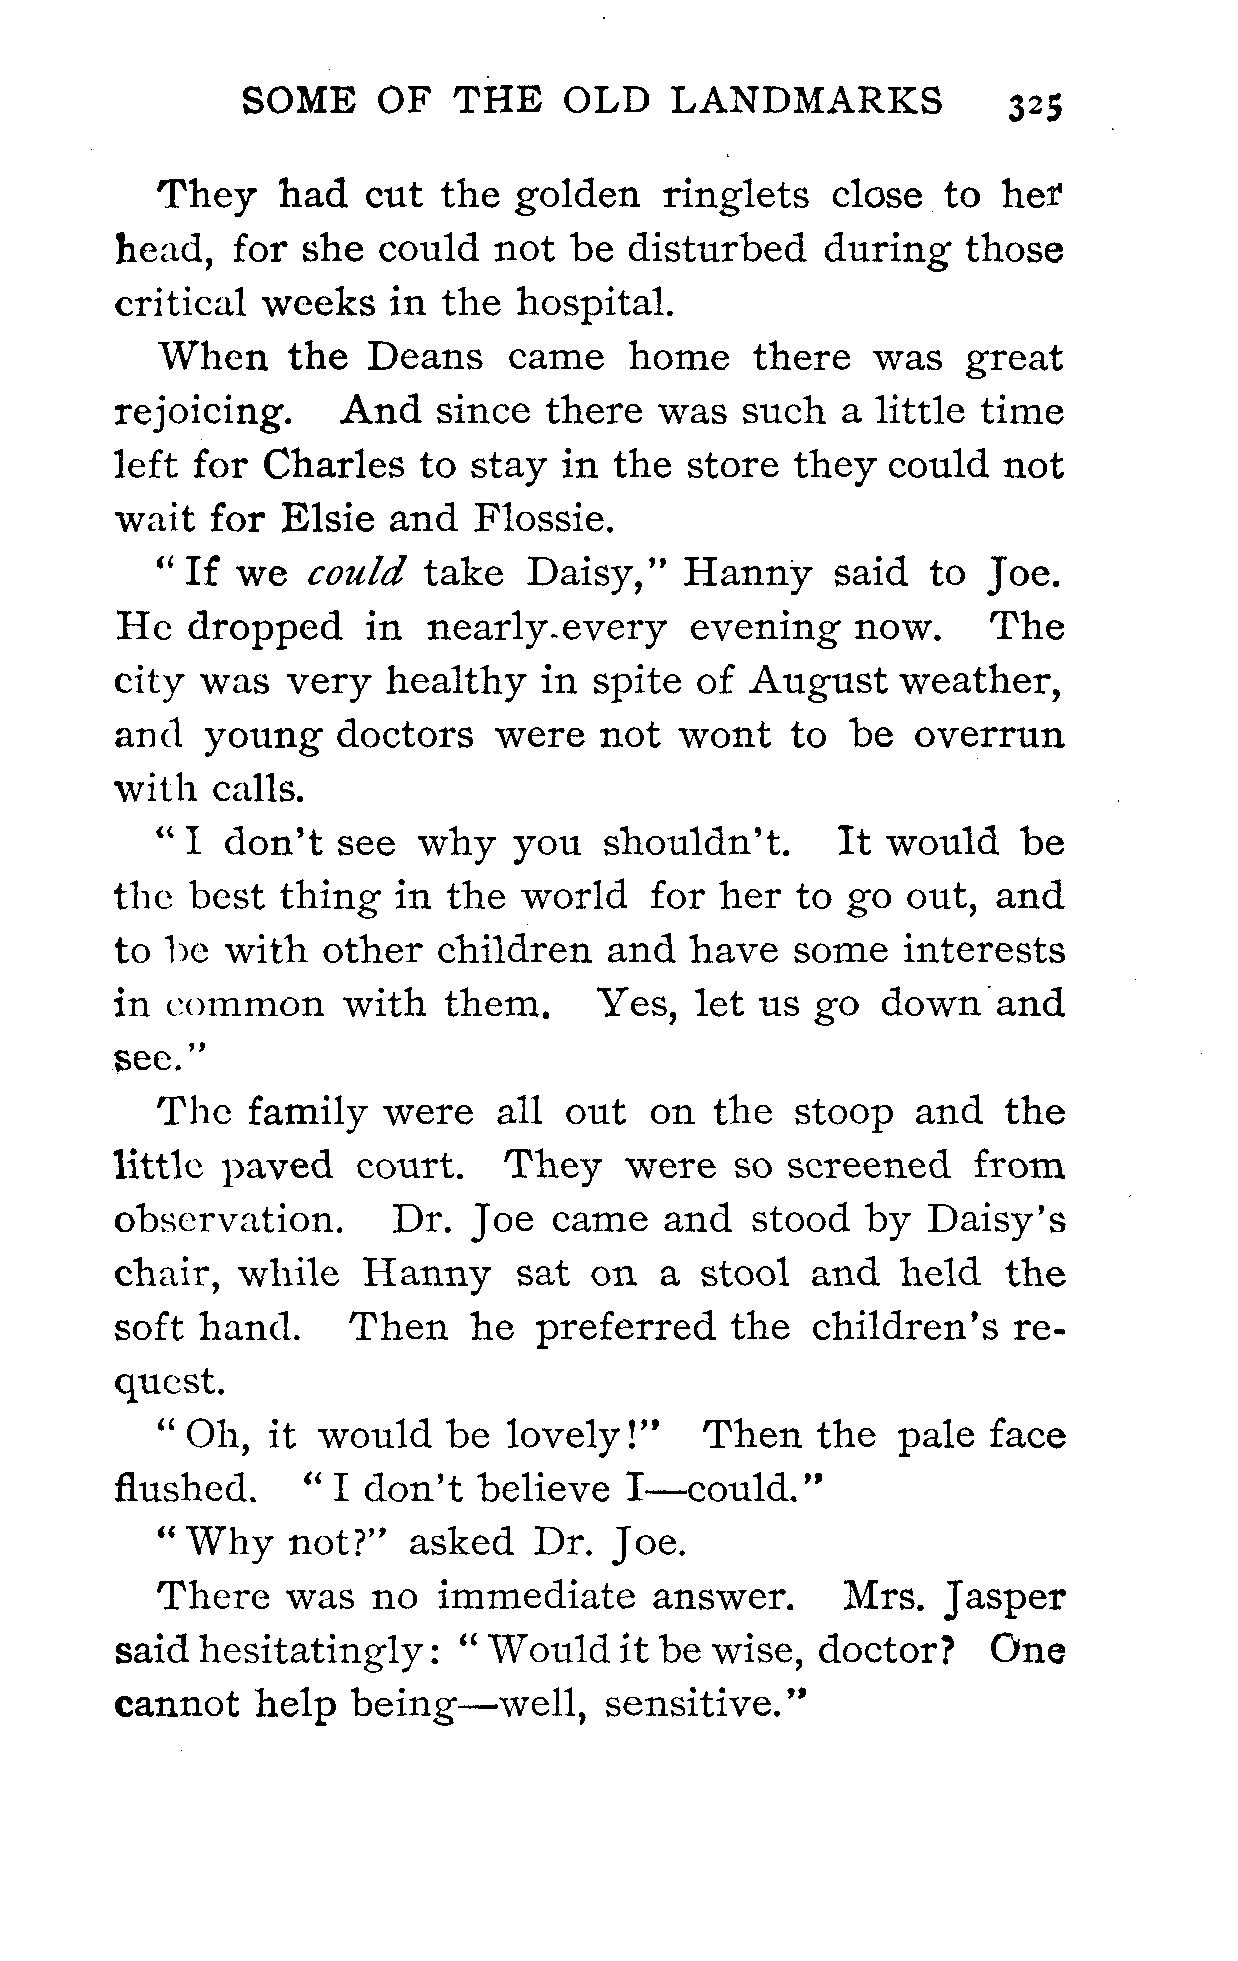 SOME OF THE OLD LANDMARKS 325
They had cut the golden ringlets close to her
head, for she could not be disturbed during those
critical weeks in the hospital.
When the Deans came home there was great
rejoicing. And since there was such a little time
left for Charles to stay in the store they could not
wait for Elsie and Flossie.
“If we could take Daisy,” Hanny said to Joe.
He dropped in nearly every evening now. The
city was very healthy in spite of August weather,
and young doctors were not wont to be overrun
with calls.
“I don't see why you shouldn't. It would be
the best thing in the world for her to go out, and
to be with other children and have some interests
in common with them. Yes, let us go down and
see.”
The family were all out on the stoop and the
little paved court. They were so screened from
observation. Dr. Joe came and stood by Daisy's
chair, while Hanny sat on a stool and held the
soft hand. Then he preferred the children's re-
quest.
“Oh, it would be lovely!” Then the pale face
flushed. “I don't believe I—could.”
“Why not?” asked Dr. Joe.
There was no immediate answer. Mrs. Jasper
said hesitatingly: “Would it be wise, doctor? One
cannot help being—well, sensitive.”